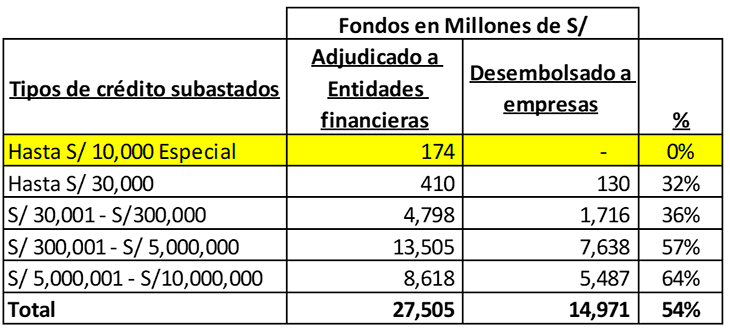 Fondos en Millones de S/
Tipos de crédito subastados Adjudicado a Entidades financieras Desembolsado a empresas %
Hasta S/ 10,000 Especial 174 - 0%
Hasta S/ 30,000 410 130 32%
S/ 30,001 - S/300,000 4,798 1,716 36%
S/ 300,001 - S/ 5,000,000 13,505 7,638 57%
S/ 5,000,001 - S/10,000,000 8,618 5,487 64%
Total 27,505 14,971 54%